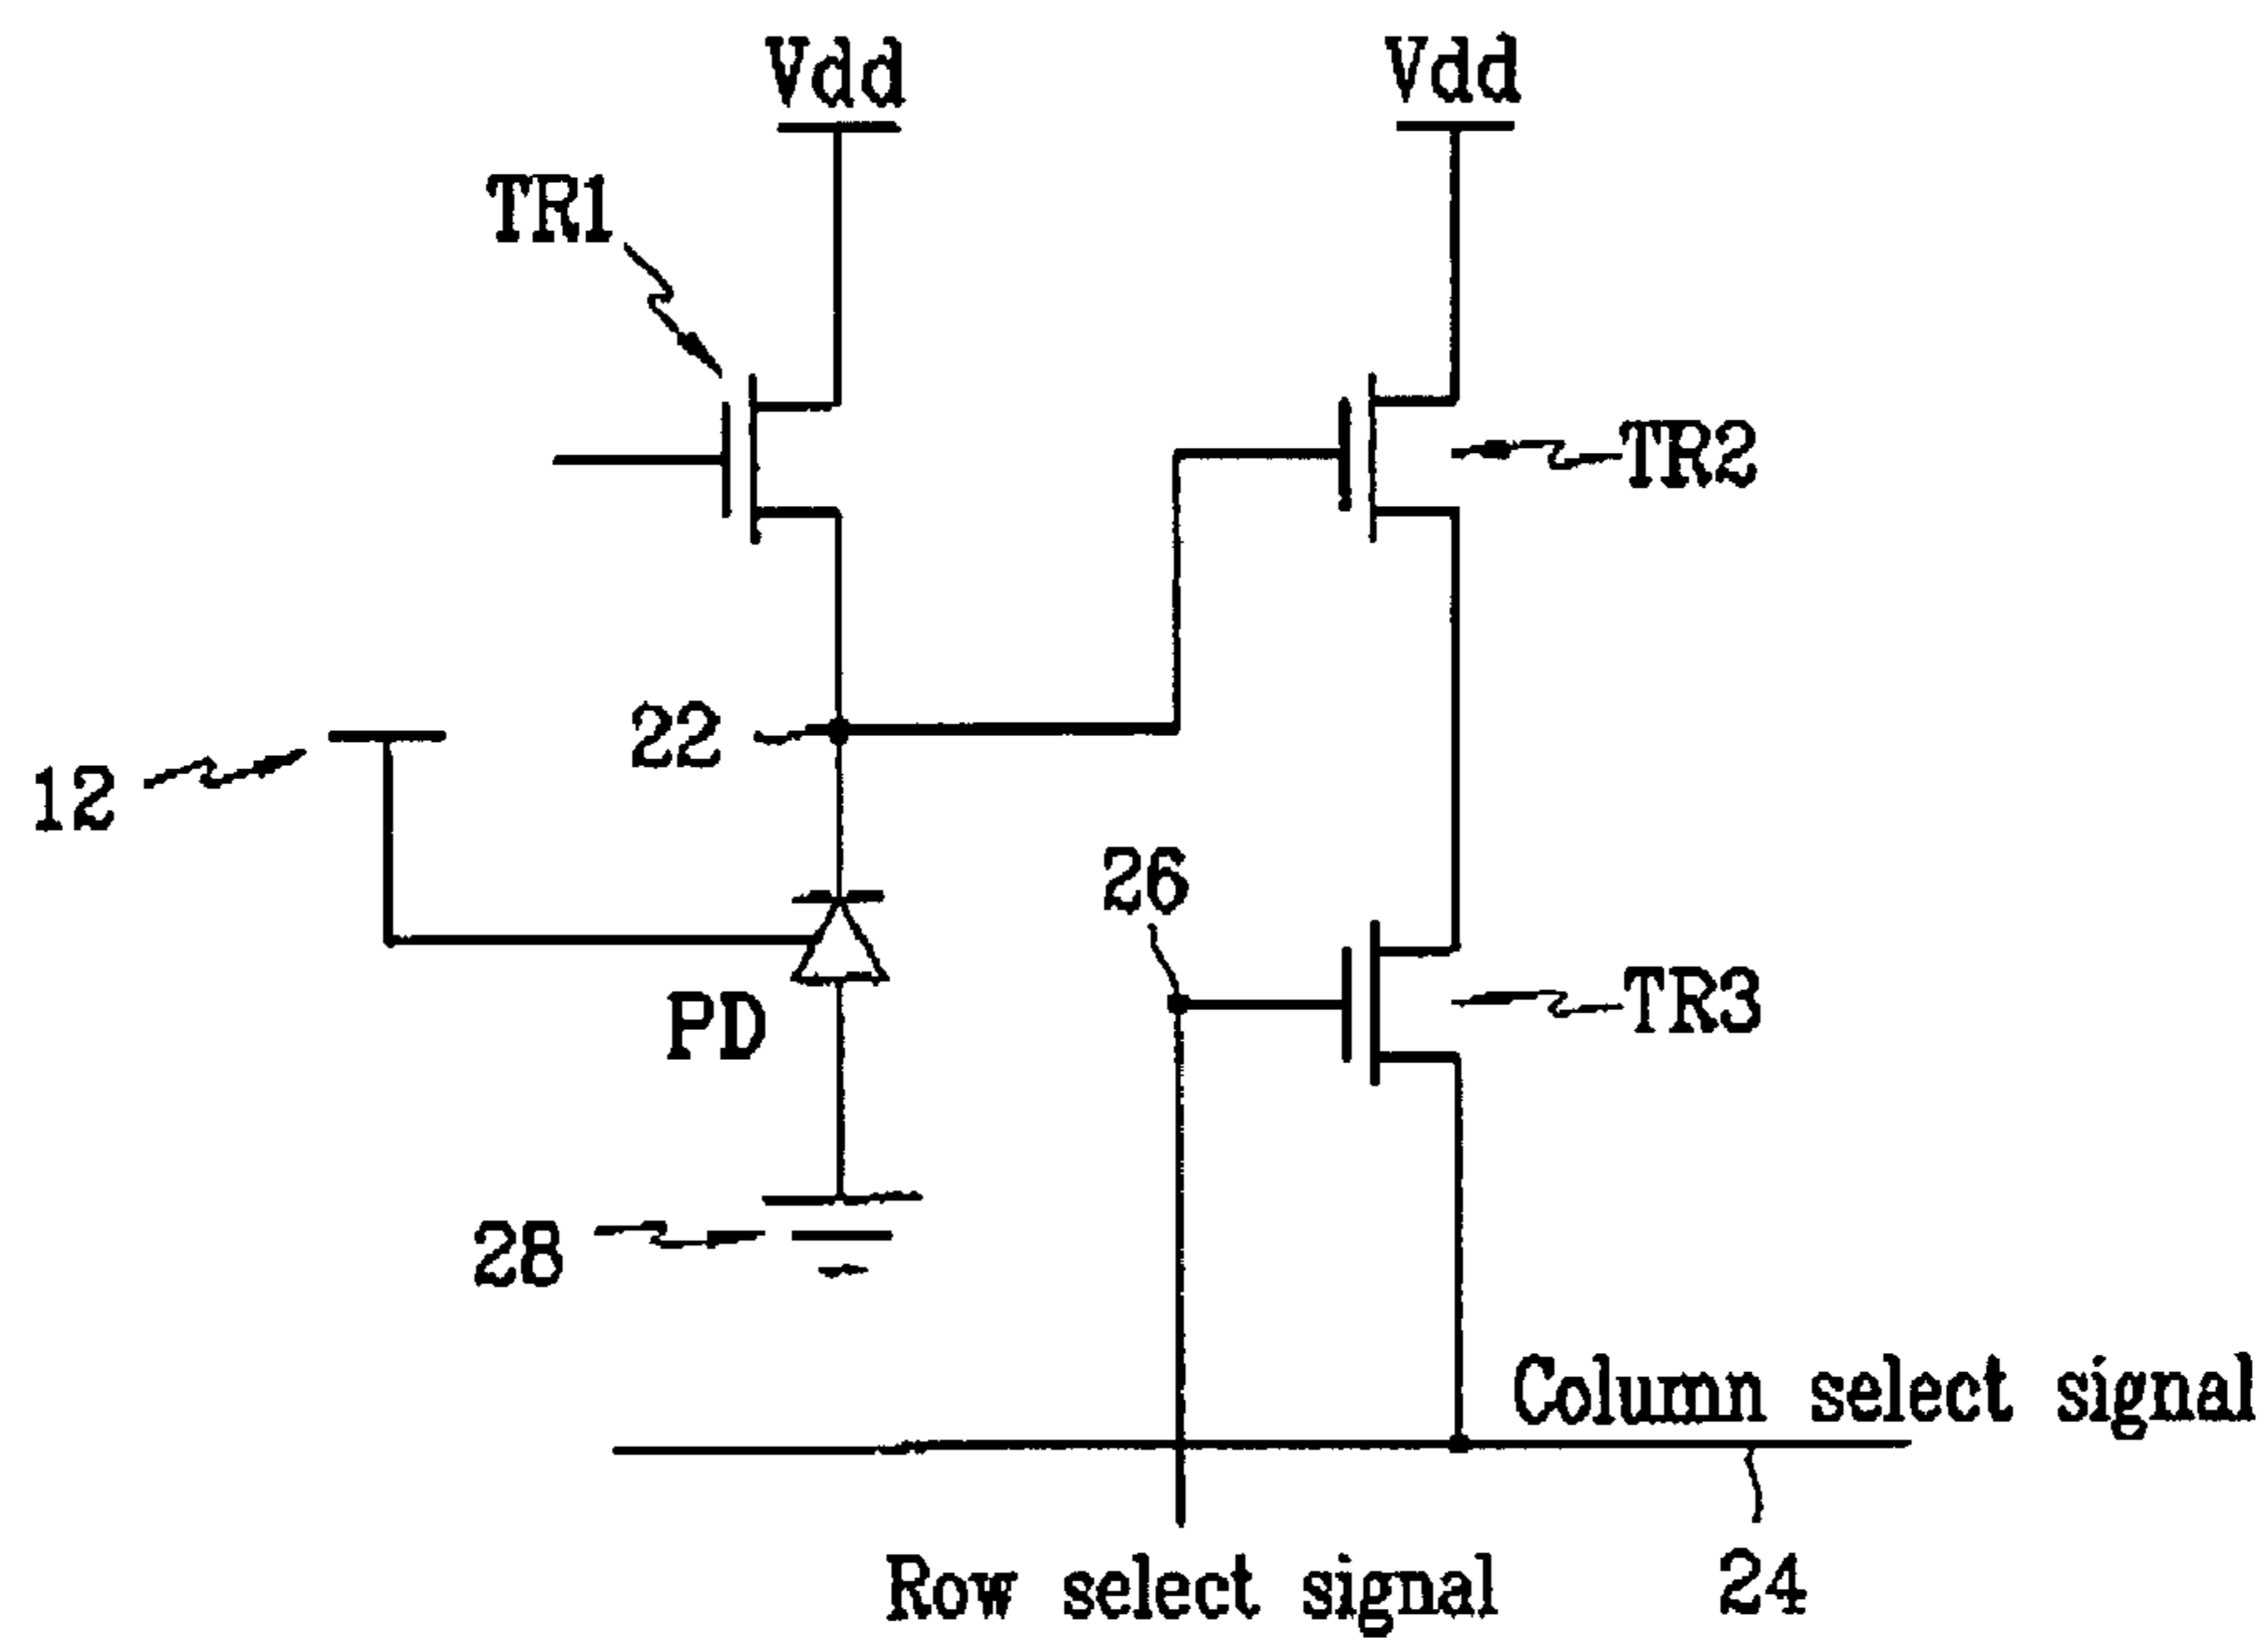 Vdd
Vdd
TR1
TR2
22
12
26
TR3
PD
28
Column select signal
Row select signal
24